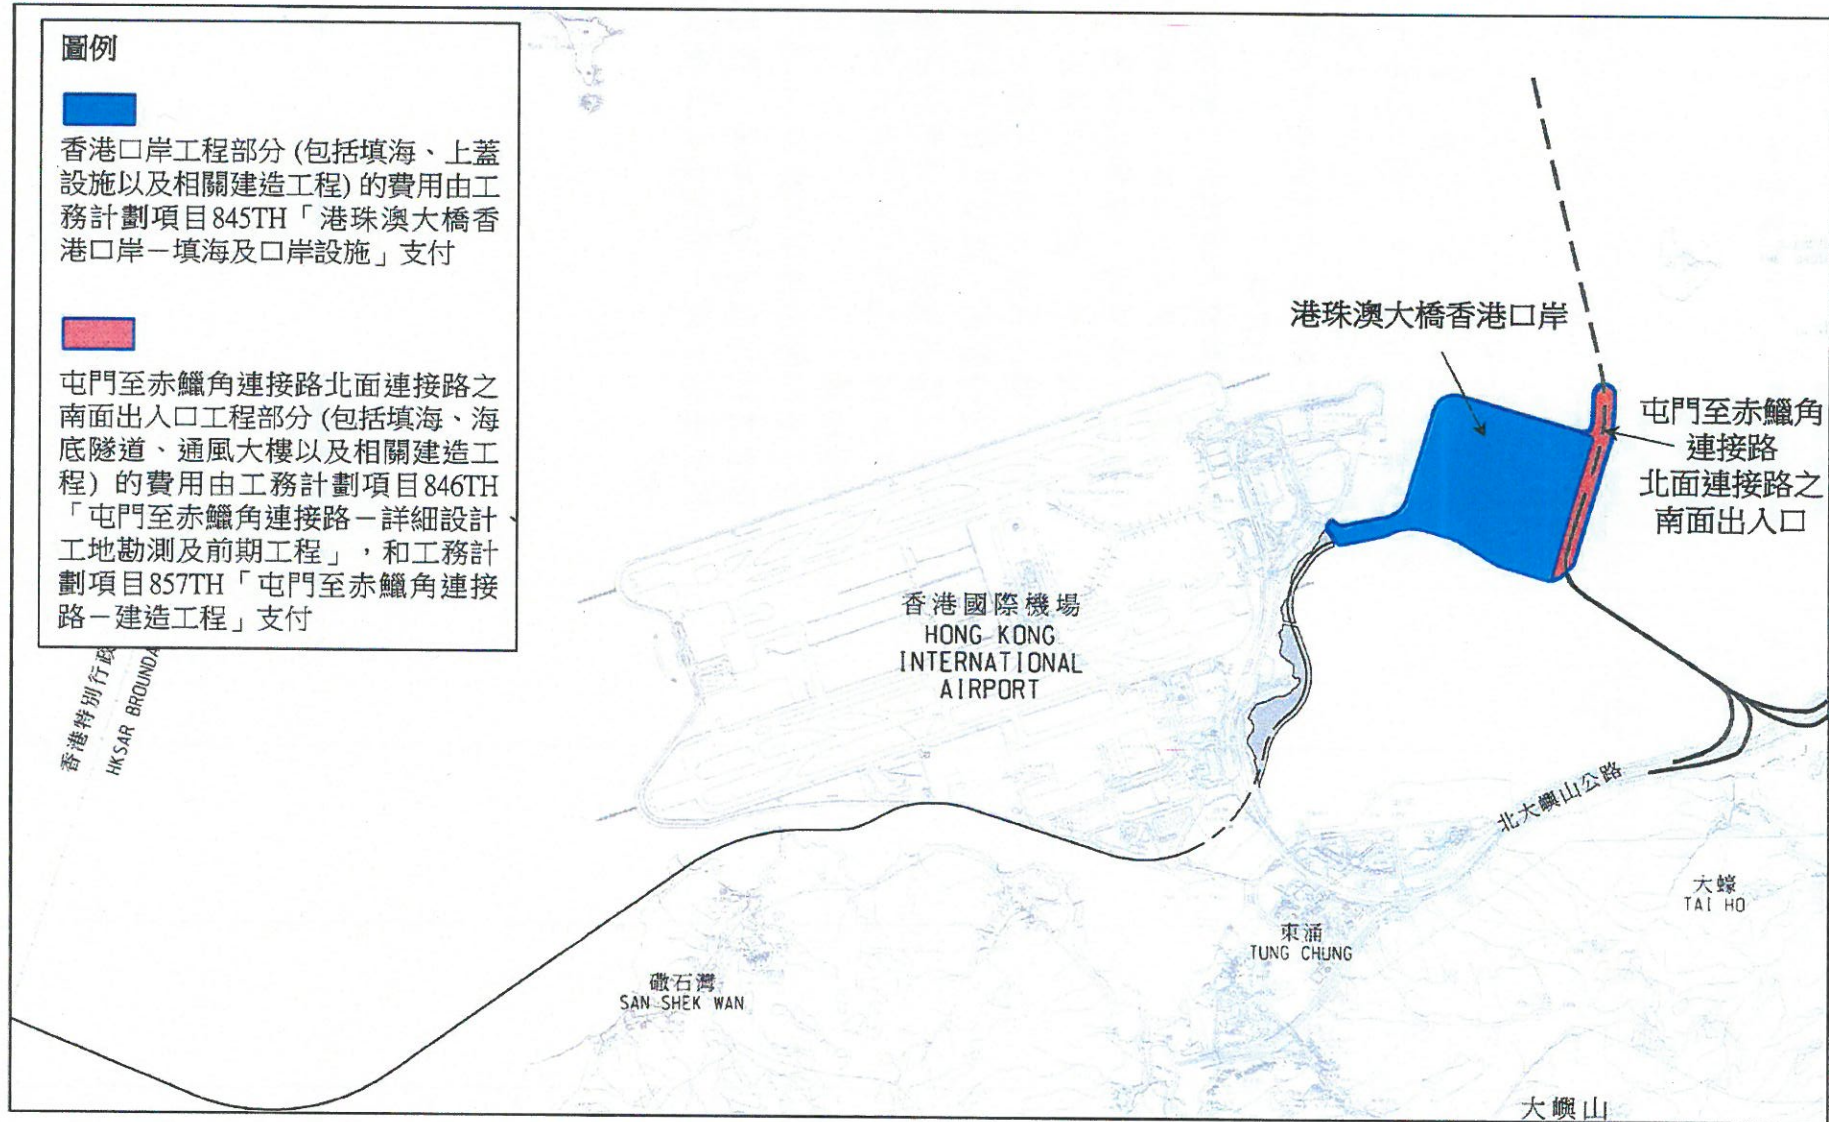 圖例
香港口岸工程部分 (包括填海、上蓋
設施以及相關建造工程) 的費用由工
務計劃項目845TH「港珠澳大橋香
港口岸－填海及口岸設施」支付
屯門至赤鱲角連接路北面連接路之
南面出入口工程部分 (包括填海、海
底隧道、通風大樓以及相關建造工
程) 的費用由工務計劃項目846TH
「屯門至赤鱲角連接路－詳細設計
工地勘測及前期工程」，和工務計
劃項目857TH「屯門至赤鱲角連接
路－建造工程」支付
港珠澳大橋香港口岸
屯門至赤鱲角
連接路
北面連接路之
南面出入口
香港國際機場
HONG KONG
INTERNATIONAL
AIRPORT
香港特別行政
HKSAR BROUNDA
北大嶼山公路
大蠔
TAI HO
東涌
TUNG CHUNG
𥕛石灣
SAN SHEK WAN
大嶼山